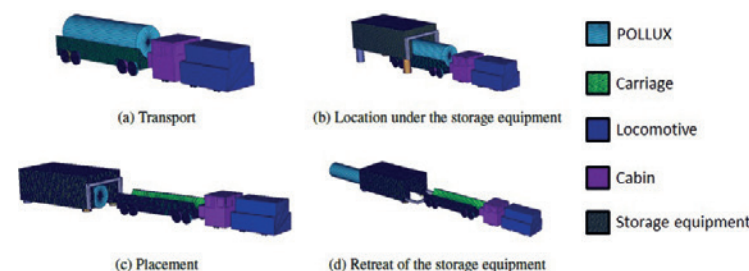 (a) Transport
(b) Location under the storage equipment
(c) Placement
(d) Retreat of the storage equipment
POLLUX
Carriage
Locomotive
Cabin
Storage equipment